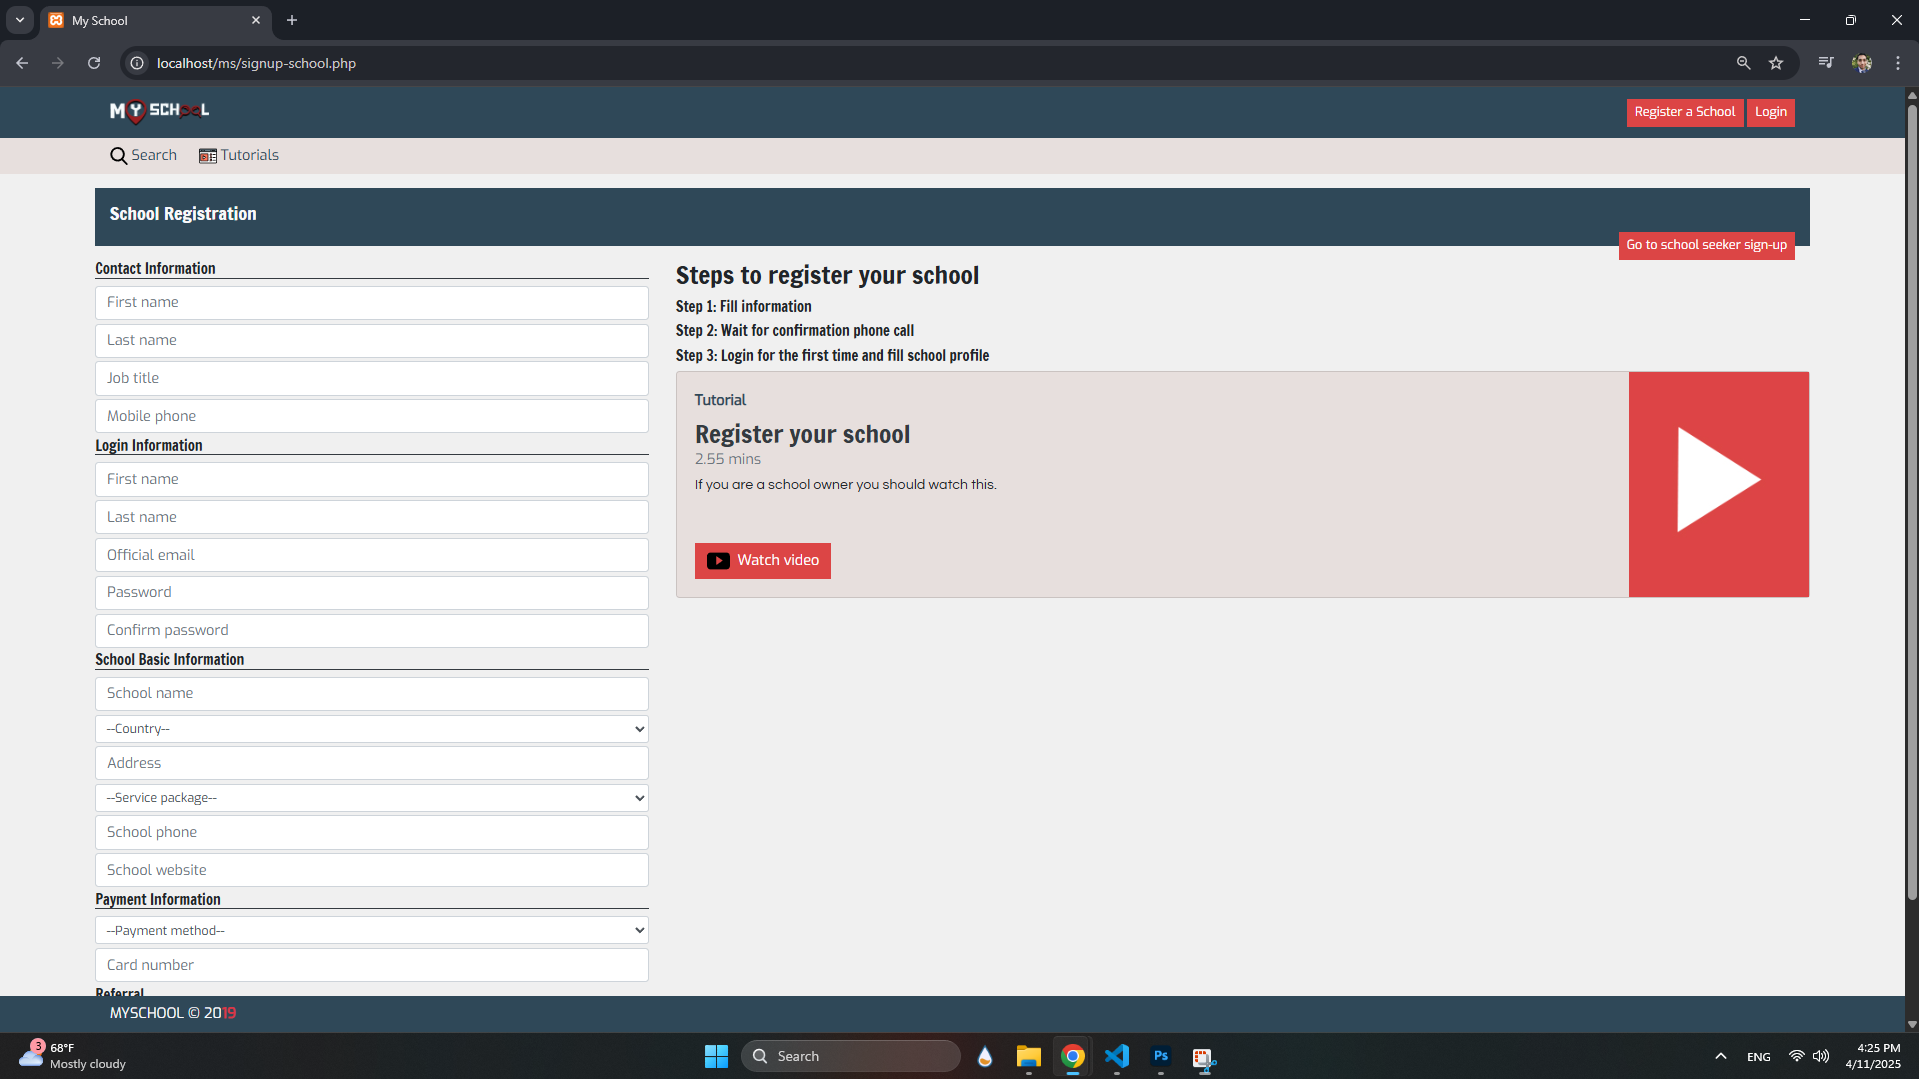 My School
localhost/ms/signup-school.php
MY SCHOOL
Register a School
Login
Search
Tutorials
School Registration
Go to school seeker sign-up
Contact Information
First name
Last name
Job title
Mobile phone
Login Information
First name
Last name
Official email
Password
Confirm password
School Basic Information
School name
--Country--
Address
--Service package--
School phone
School website
Payment Information
--Payment method--
Card number
Referral
Steps to register your school
Step 1: Fill information
Step 2: Wait for confirmation phone call
Step 3: Login for the first time and fill school profile
Tutorial
Register your school
2.55 mins
If you are a school owner you should watch this.
Watch video
MYSCHOOL © 2019
3
68°F
Mostly cloudy
Search
Ps
ENG
4:25 PM
4/11/2025